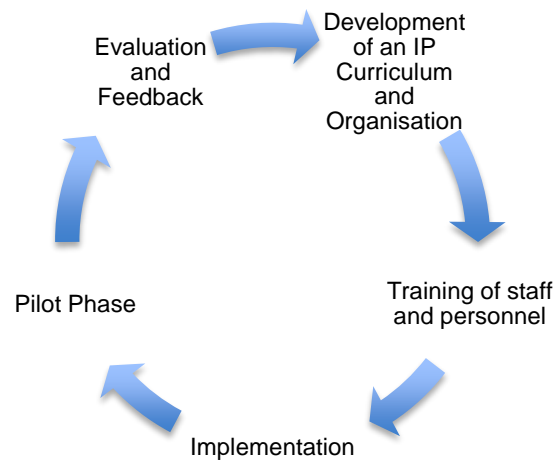 Development
of an IP
Curriculum
and
Organisation
Training of staff
and personnel
Implementation
Pilot Phase
Evaluation
and
Feedback